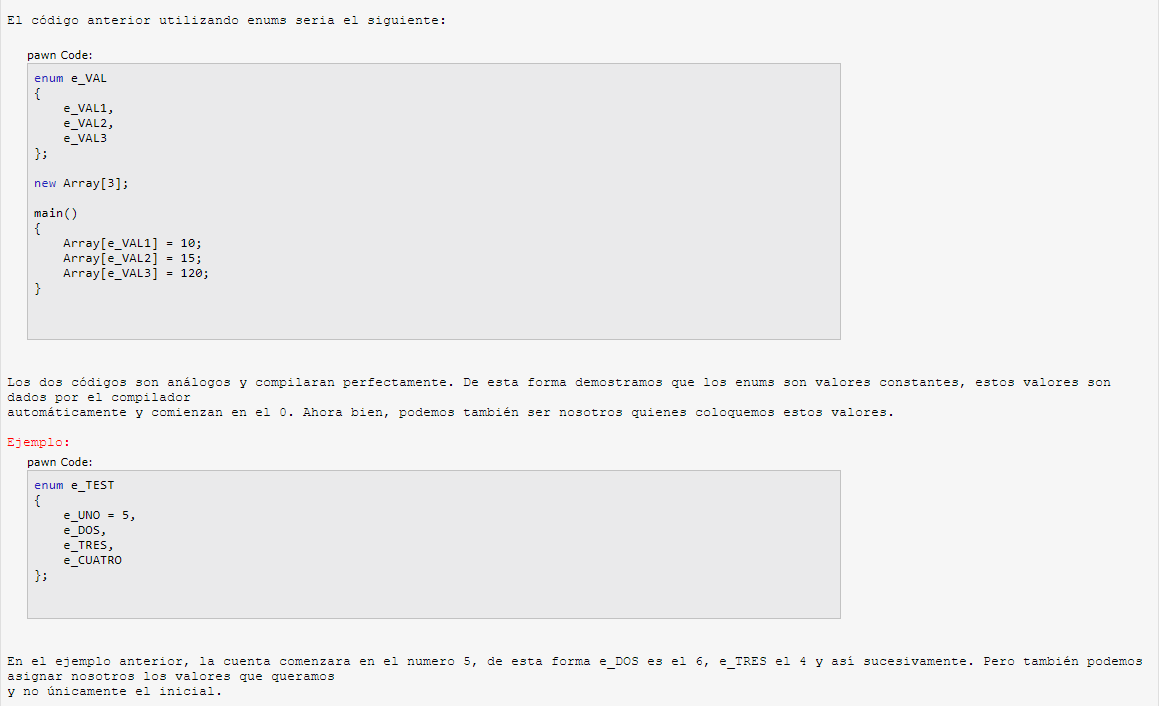 El código anterior utilizando enums seria el siguiente:
pawn Code:
enum e_VAL
{
e_VAL1,
e_VAL2,
e_VAL3
};
new Array[3];
main()
{
Array[e_VAL1] = 10;
Array[e_VAL2] = 15;
Array[e_VAL3] = 120;
}
Los dos códigos son análogos y compilaran perfectamente. De esta forma demostramos que los enums son valores constantes, estos valores son
dados por el compilador
automáticamente y comienzan en el 0. Ahora bien, podemos también ser nosotros quienes coloquemos estos valores.
Ejemplo:
pawn Code:
enum e_TEST
{
e_UNO = 5,
e_DOS,
e_TRES,
e_CUATRO
};
En el ejemplo anterior, la cuenta comenzara en el numero 5, de esta forma e_DOS es el 6, e_TRES el 4 y así sucesivamente. Pero también podemos
asignar nosotros los valores que queramos
y no únicamente el inicial.